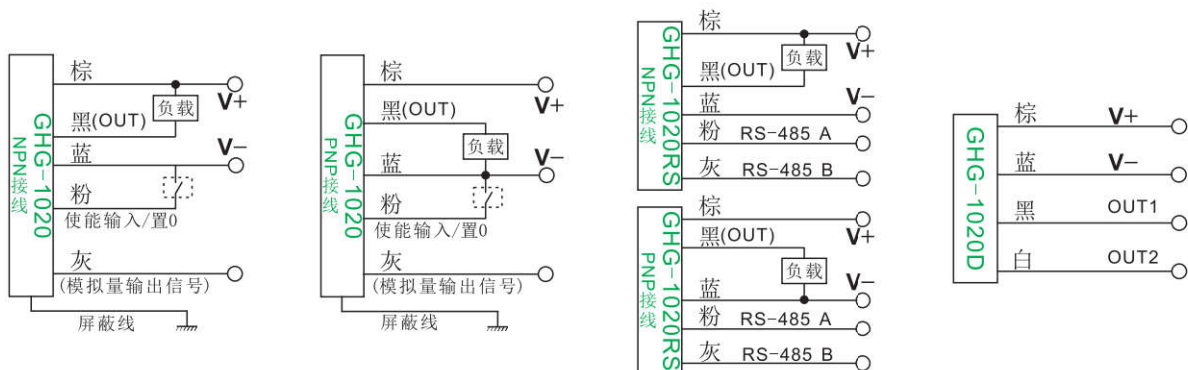 GHG-1020
NPN接线
棕
负载
V+
黑(OUT)
蓝
V-
粉
使能输入/置0
灰
(模拟量输出信号)
屏蔽线
GHG-1020
PNP接线
棕
V+
黑(OUT)
负载
蓝
V-
粉
使能输入/置0
灰
(模拟量输出信号)
屏蔽线
GHG-1020RS
NPN接线
棕
负载
V+
黑(OUT)
蓝
V-
粉 RS-485 A
灰 RS-485 B
GHG-1020RS
PNP接线
棕
V+
黑(OUT)
负载
蓝
V-
粉 RS-485 A
灰 RS-485 B
GHG-1020D
棕 V+
蓝 V-
黑 OUT1
白 OUT2